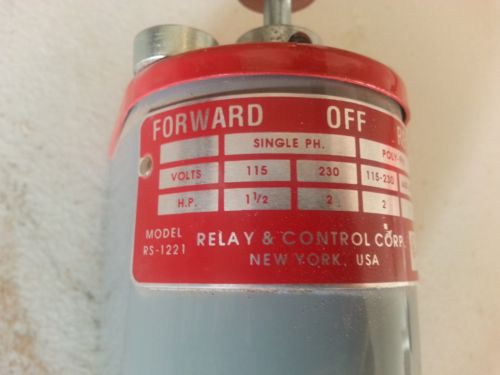 FORWARD OFF
SINGLE PH. POLY-
VOLTS 115 230 115-230
H.P. 1½ 2 2
MODEL
RS-1221
RELAY & CONTROL CORP.
NEW YORK, USA